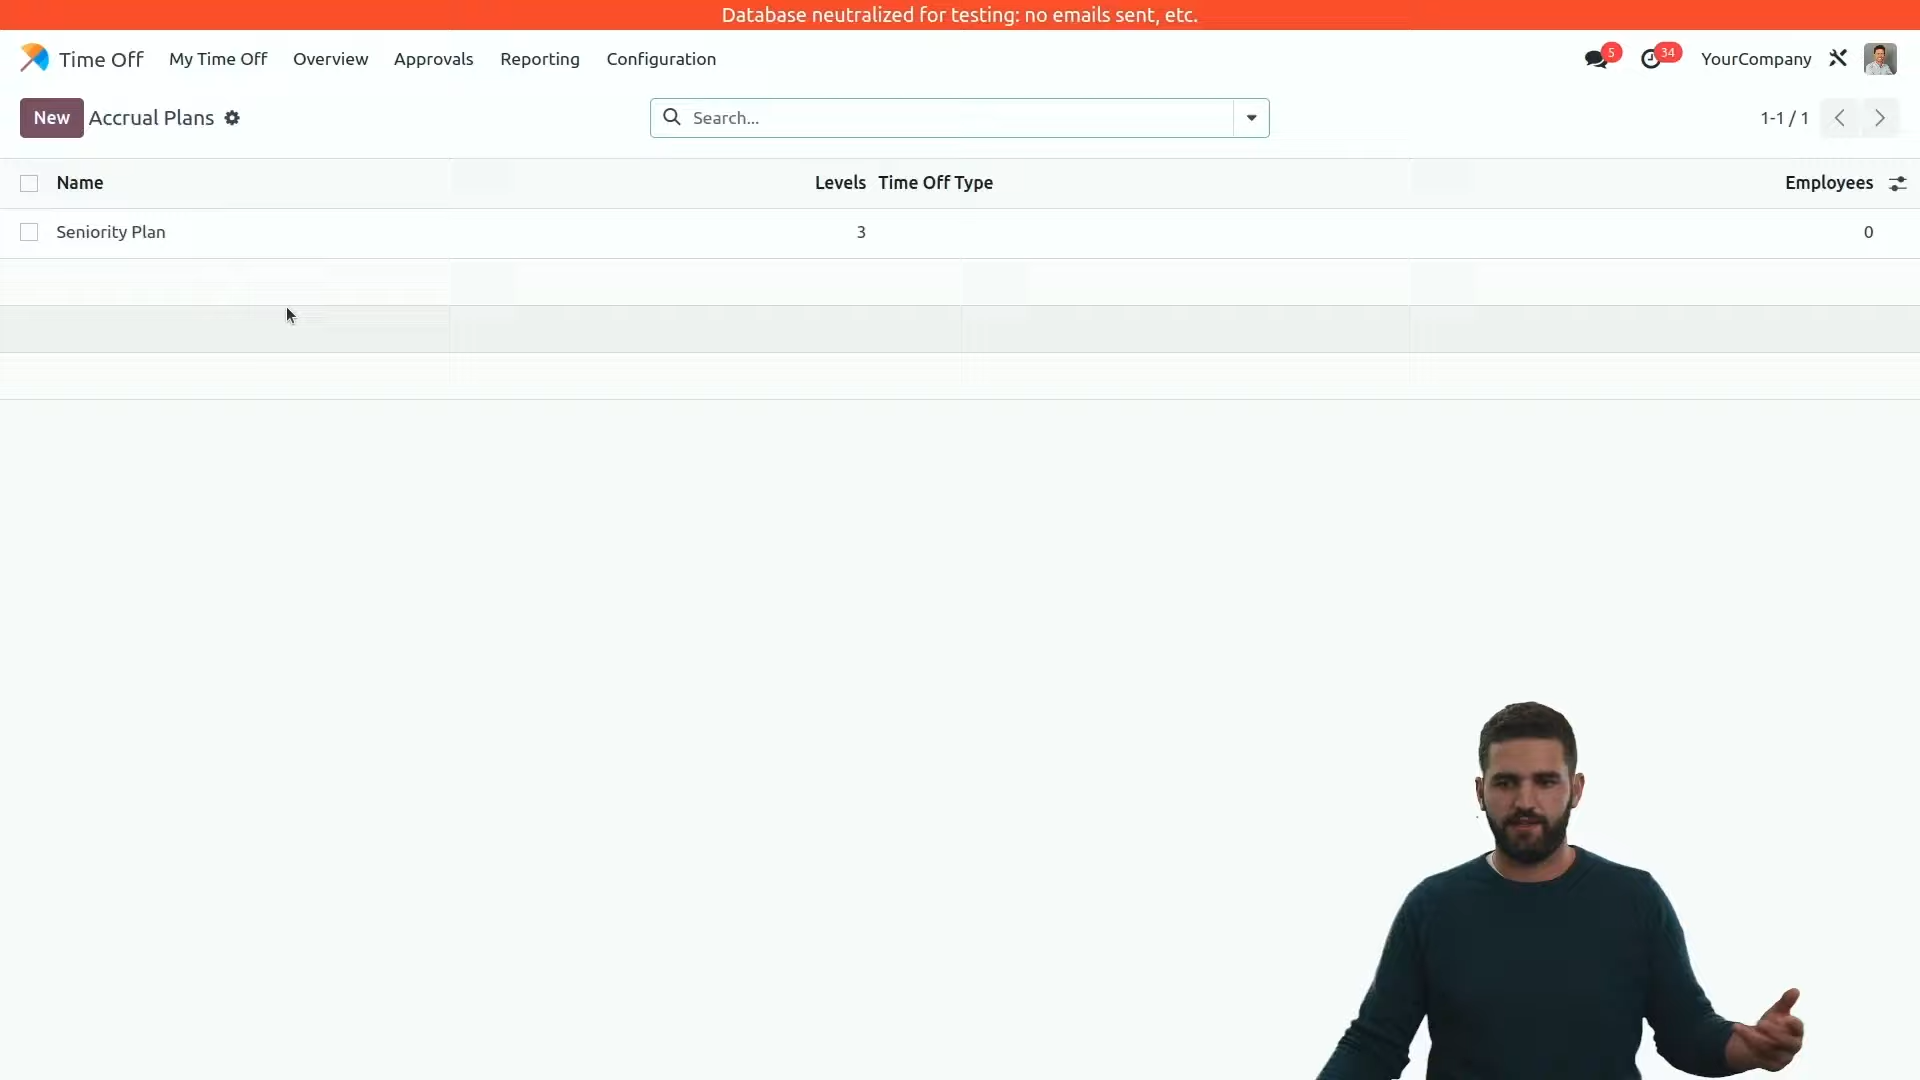 Database neutralized for testing: no emails sent, etc.
Time Off My Time Off Overview Approvals Reporting Configuration 5 34 YourCompany
New Accrual Plans Search... 1-1 / 1
Name Levels Time Off Type Employees
Seniority Plan 3 0